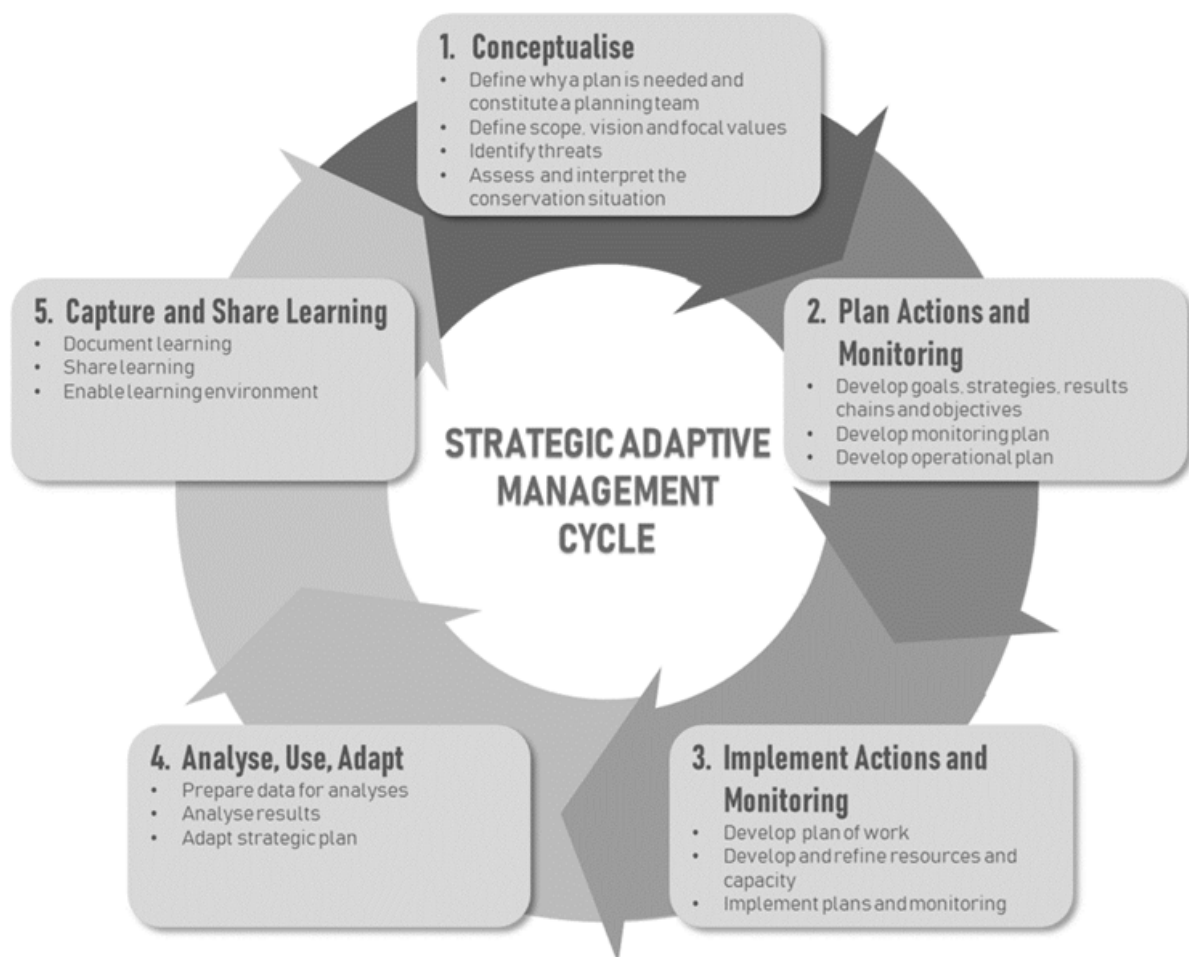 1. Conceptualise
• Define why a plan is needed and
constitute a planning team
• Define scope, vision and focal values
• Identify threats
• Assess and interpret the
conservation situation
2. Plan Actions and
Monitoring
• Develop goals, strategies, results
chains and objectives
• Develop monitoring plan
• Develop operational plan
3. Implement Actions and
Monitoring
• Develop plan of work
• Develop and refine resources and
capacity
• Implement plans and monitoring
4. Analyse, Use, Adapt
• Prepare data for analyses
• Analyse results
• Adapt strategic plan
5. Capture and Share Learning
• Document learning
• Share learning
• Enable learning environment
STRATEGIC ADAPTIVE
MANAGEMENT
CYCLE